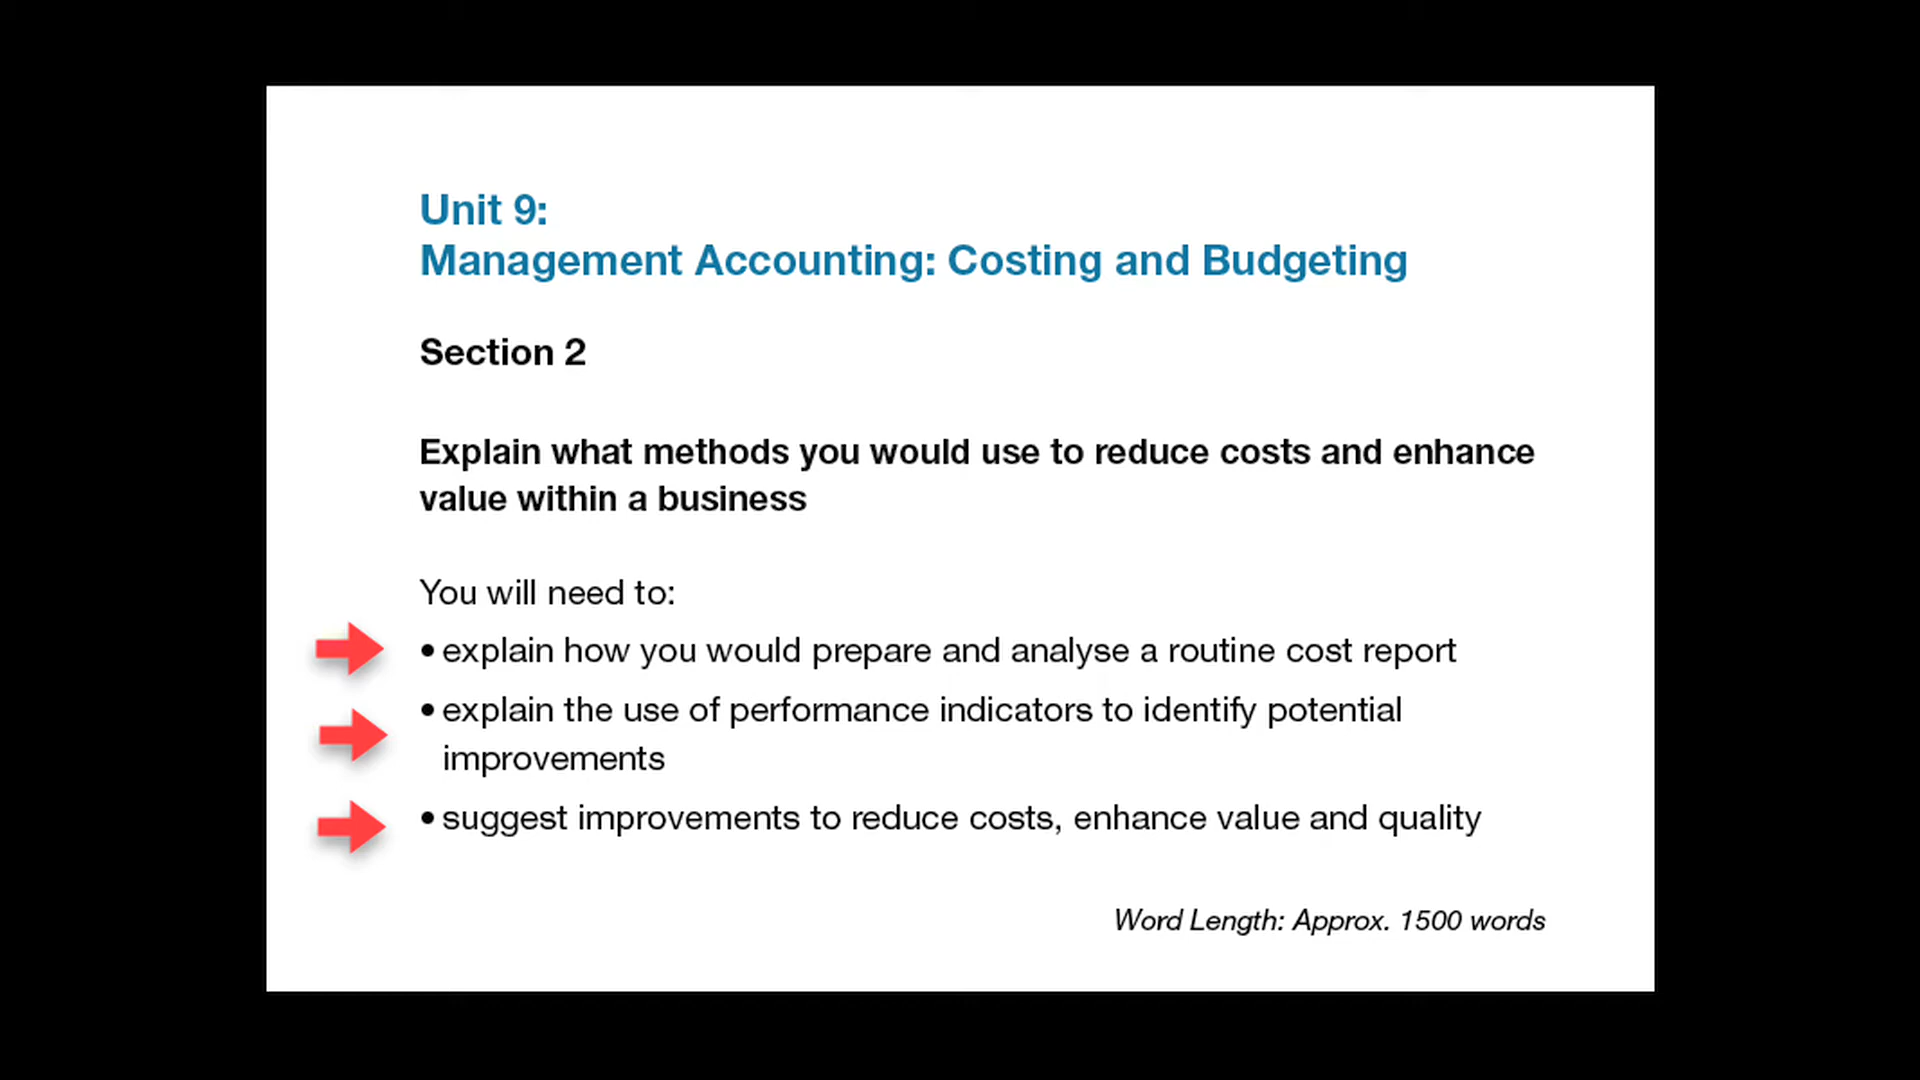 Unit 9:
Management Accounting: Costing and Budgeting
Section 2
Explain what methods you would use to reduce costs and enhance
value within a business
You will need to:
• explain how you would prepare and analyse a routine cost report
• explain the use of performance indicators to identify potential
improvements
• suggest improvements to reduce costs, enhance value and quality
Word Length: Approx. 1500 words